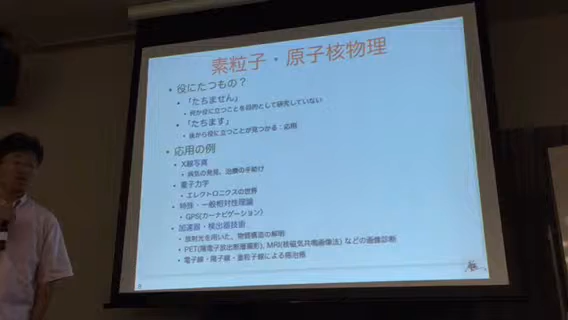 素粒子・原子核物理
• 役にたつもの？
• 「たちません」
• 何か役に立つことを目的として研究していない
• 「たちます」
• 後から役に立つことが見つかる：応用
• 応用の例
• X線写真
• 病気の発見、治療の手助け
• 量子力学
• エレクトロニクスの世界
• 特殊・一般相対性理論
• GPS(カーナビゲーション)
• 加速器・検出器技術
• 放射光を用いた、物質構造の解明
• PET(陽電子放出断層撮影), MRI(核磁気共鳴画像法) などの画像診断
• 電子線・陽子線・重粒子線による癌治療